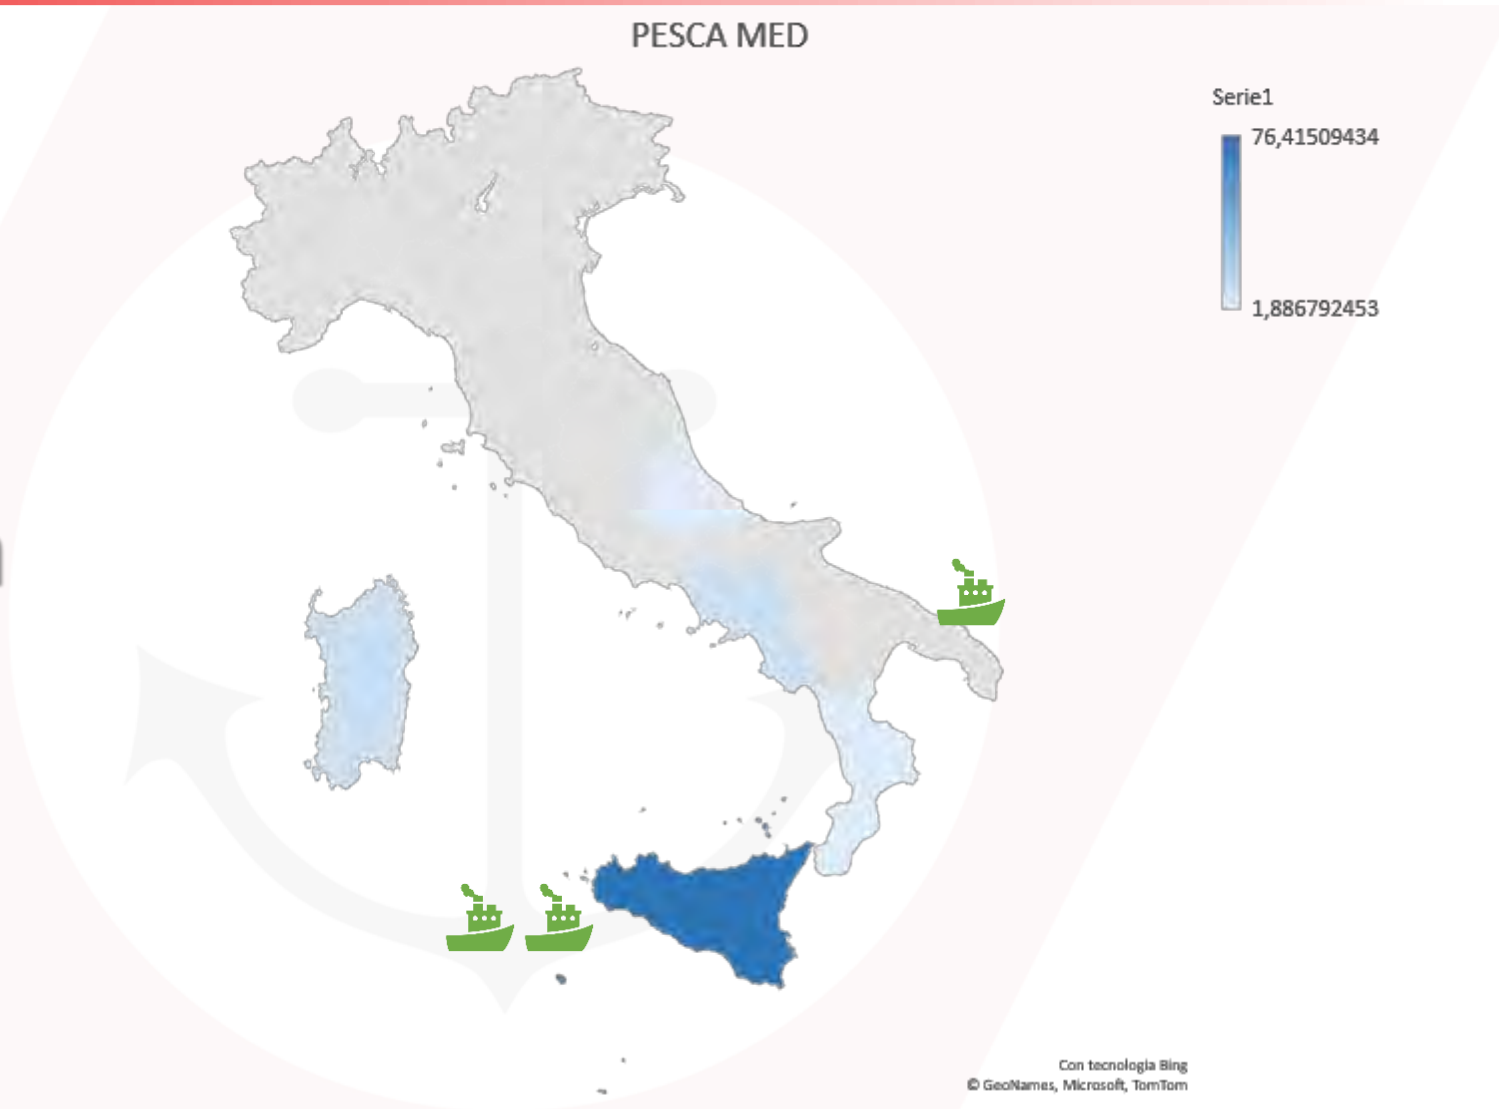 PESCA MED
Serie1
76,41509434
1,886792453
Con tecnologia Bing
© GeoNames, Microsoft, TomTom